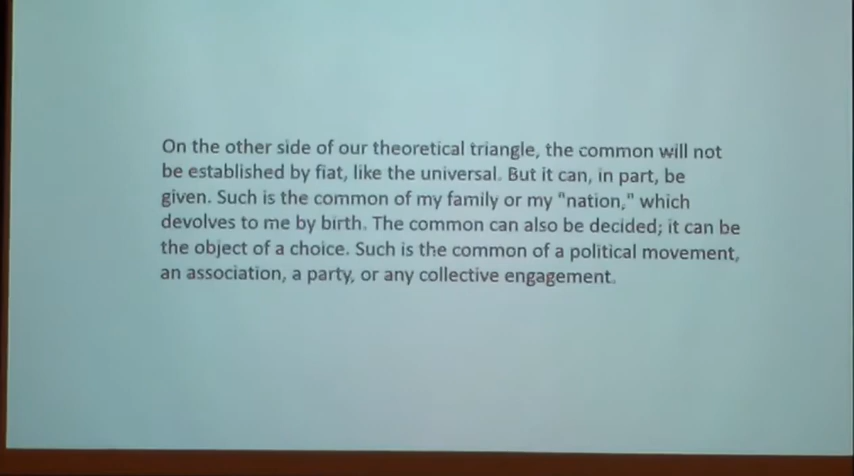 On the other side of our theoretical triangle, the common will not
be established by fiat, like the universal. But it can, in part, be
given. Such is the common of my family or my "nation," which
devolves to me by birth. The common can also be decided; it can be
the object of a choice. Such is the common of a political movement,
an association, a party, or any collective engagement.